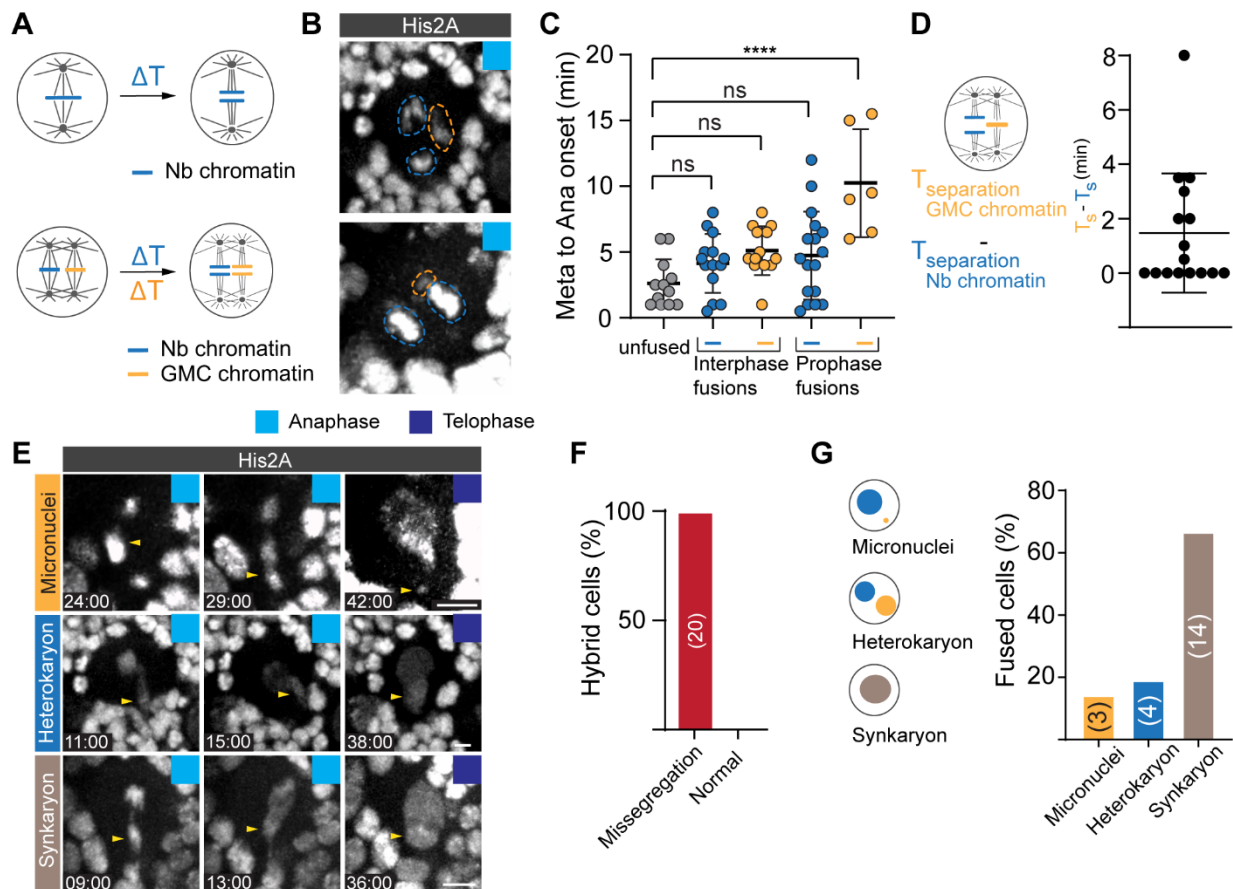 A
ΔT
Nb chromatin
ΔT
ΔT
Nb chromatin
GMC chromatin
B
His2A
C
Meta to Ana onset (min)
20
15
10
5
0
****
ns
ns
ns
unfused
Interphase
fusions
Prophase
fusions
D
T separation
GMC chromatin
-
T separation
Nb chromatin
Ts - Ts (min)
8
6
4
2
0
Anaphase
Telophase
E
His2A
Micronuclei
24:00
29:00
42:00
Heterokaryon
11:00
15:00
38:00
Synkaryon
09:00
13:00
36:00
F
Hybrid cells (%)
100
50
(20)
Missegregation
Normal
G
Micronuclei
Heterokaryon
Synkaryon
Fused cells (%)
80
60
40
20
(3)
(4)
(14)
Micronuclei
Heterokaryon
Synkaryon